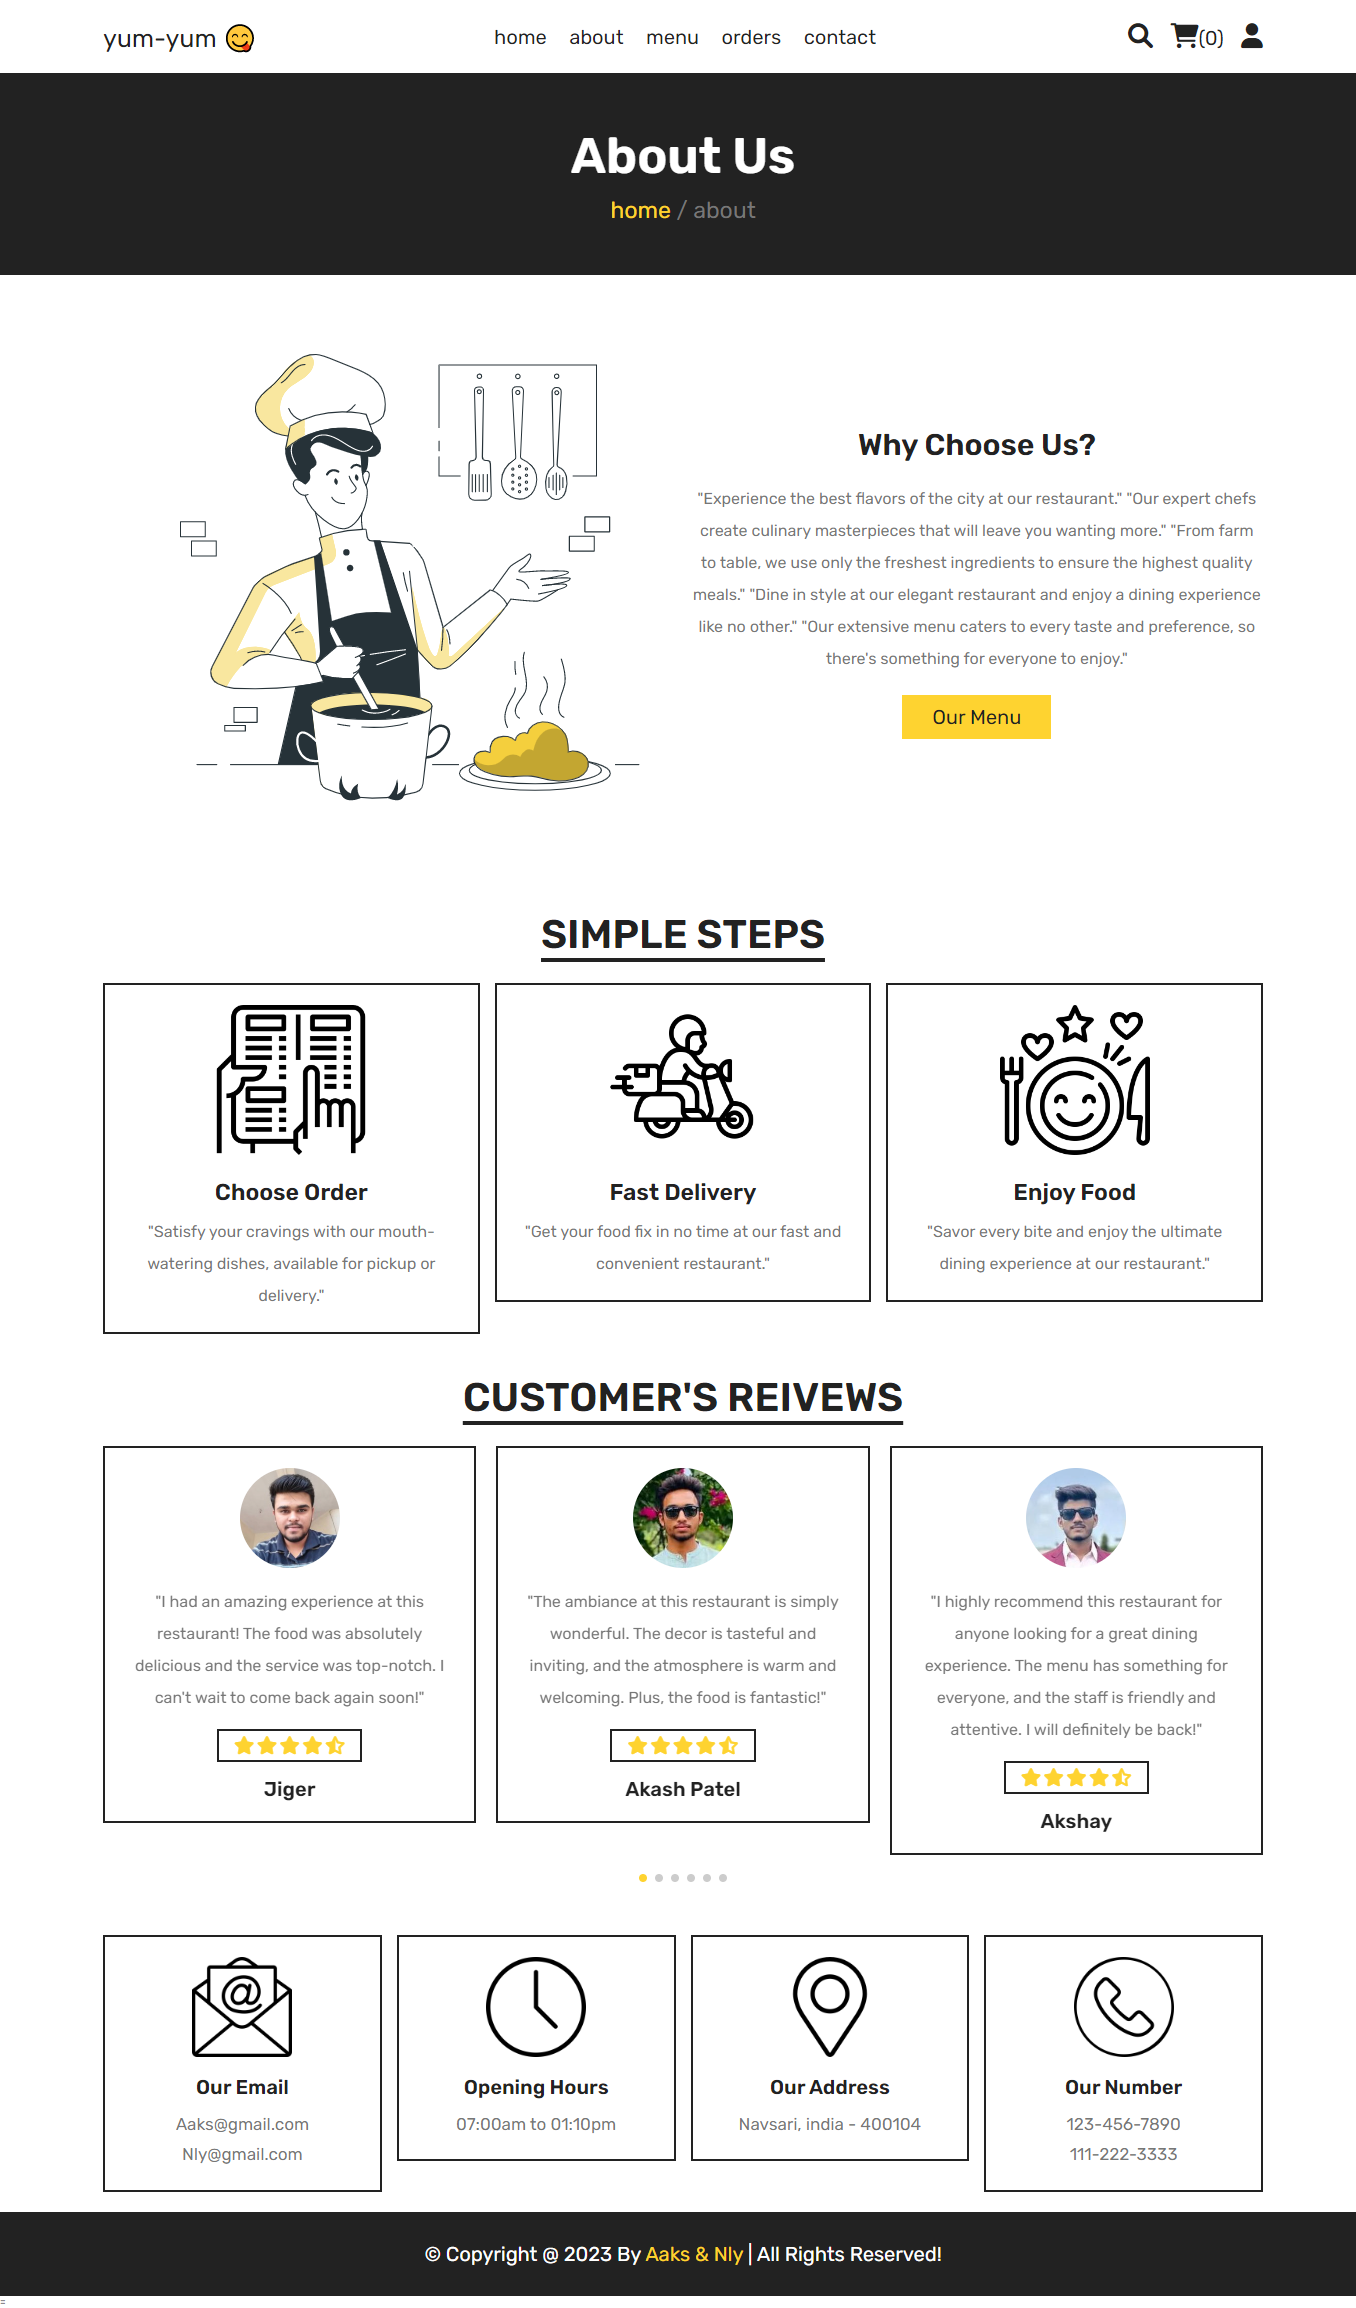 yum-yum 😋
home about menu orders contact
(0)
About Us
home / about
Why Choose Us?
"Experience the best flavors of the city at our restaurant." "Our expert chefs
create culinary masterpieces that will leave you wanting more." "From farm
to table, we use only the freshest ingredients to ensure the highest quality
meals." "Dine in style at our elegant restaurant and enjoy a dining experience
like no other." "Our extensive menu caters to every taste and preference, so
there's something for everyone to enjoy."
Our Menu
SIMPLE STEPS
Choose Order
"Satisfy your cravings with our mouth-
watering dishes, available for pickup or
delivery."
Fast Delivery
"Get your food fix in no time at our fast and
convenient restaurant."
Enjoy Food
"Savor every bite and enjoy the ultimate
dining experience at our restaurant."
CUSTOMER'S REIVEWS
"I had an amazing experience at this
restaurant! The food was absolutely
delicious and the service was top-notch. I
can't wait to come back again soon!"
Jiger
"The ambiance at this restaurant is simply
wonderful. The decor is tasteful and
inviting, and the atmosphere is warm and
welcoming. Plus, the food is fantastic!"
Akash Patel
"I highly recommend this restaurant for
anyone looking for a great dining
experience. The menu has something for
everyone, and the staff is friendly and
attentive. I will definitely be back!"
Akshay
@
Our Email
Aaks@gmail.com
Nly@gmail.com
Opening Hours
07:00am to 01:10pm
Our Address
Navsari, india - 400104
Our Number
123-456-7890
111-222-3333
© Copyright @ 2023 By Aaks & Nly | All Rights Reserved!
=